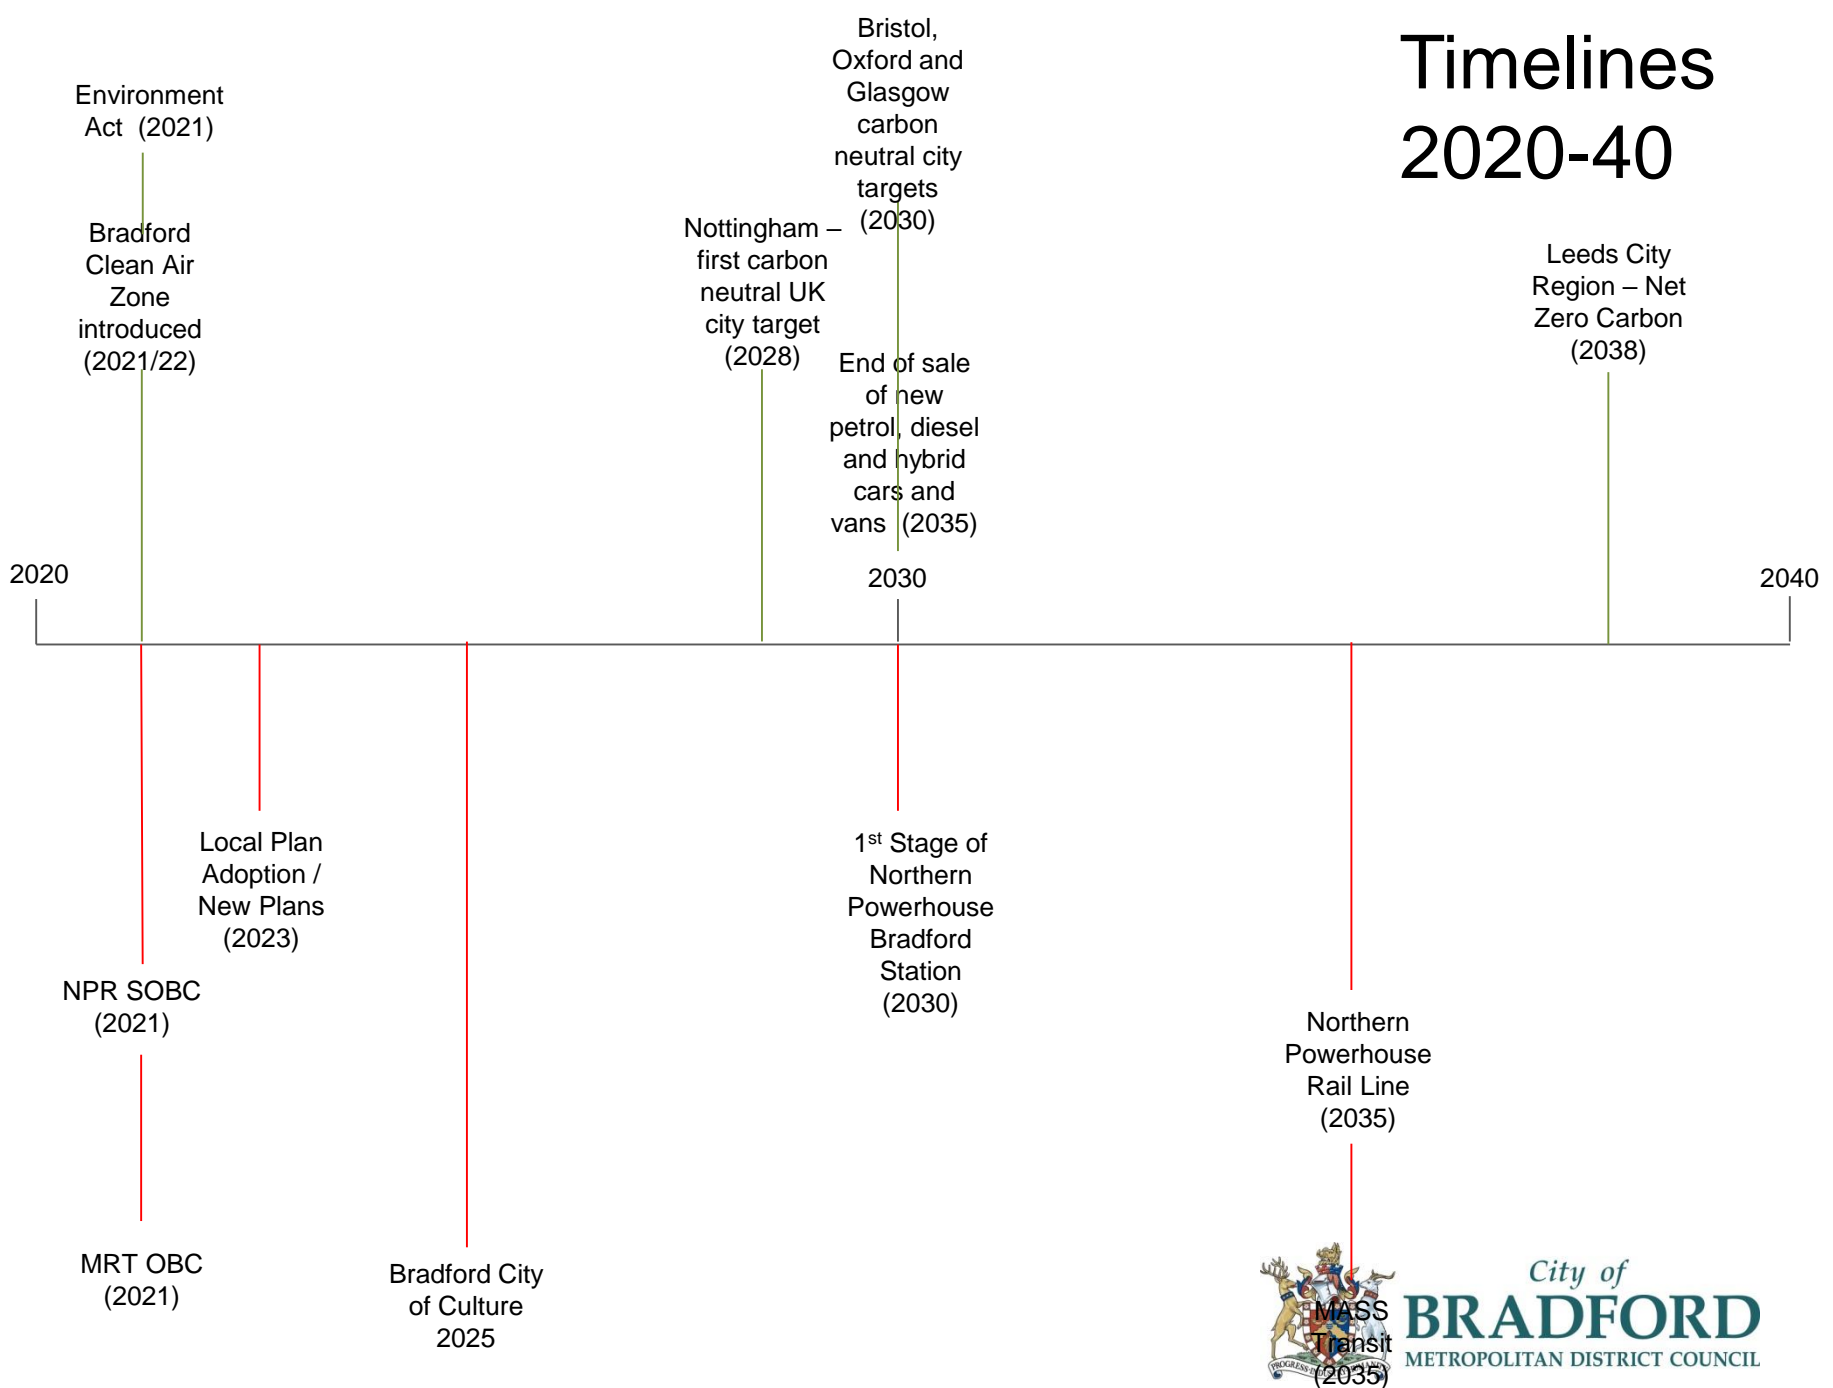 Timelines
2020-40
Environment
Act (2021)
Bradford
Clean Air
Zone
introduced
(2021/22)
Nottingham –
first carbon
neutral UK
city target
(2028)
Bristol,
Oxford and
Glasgow
carbon
neutral city
targets
(2030)
End of sale
of new
petrol, diesel
and hybrid
cars and
vans (2035)
Leeds City
Region – Net
Zero Carbon
(2038)
2020
2030
2040
Local Plan
Adoption /
New Plans
(2023)
NPR SOBC
(2021)
MRT OBC
(2021)
Bradford City
of Culture
2025
1st Stage of
Northern
Powerhouse
Bradford
Station
(2030)
Northern
Powerhouse
Rail Line
(2035)
MASS
Transit
(2035)
City of
BRADFORD
METROPOLITAN DISTRICT COUNCIL